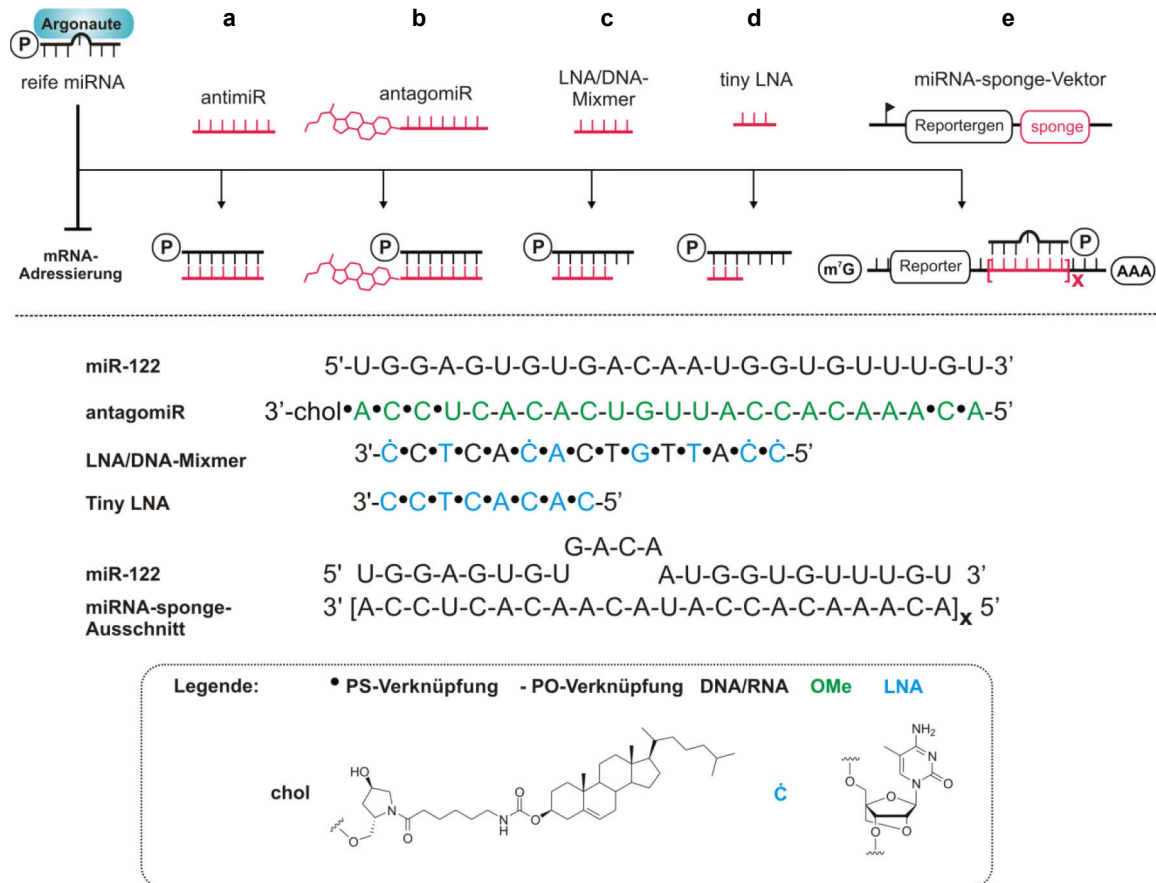 a b c d e
Argonaute
P
reife miRNA
antimiR
antagomiR
LNA/DNA-
Mixmer
tiny LNA
miRNA-sponge-Vektor
Reportergen sponge
mRNA-
Adressierung
P P P P P
m⁷G Reporter x AAA
miR-122 5'-U-G-G-A-G-U-G-U-G-A-C-A-A-U-G-G-U-G-U-U-U-G-U-3’
antagomiR 3’-chol•A•C•C•U-C-A-C-A-C-U-G-U-U-A-C-C-A-C-A-A-A•C•A-5’
LNA/DNA-Mixmer 3'-Ċ•C•T•C•A•Ċ•A•C•T•G•T•T•A•Ċ•Ċ-5’
Tiny LNA 3'-C•C•T•C•A•C•A•C-5’
G-A-C-A
miR-122 5' U-G-G-A-G-U-G-U A-U-G-G-U-G-U-U-U-G-U 3’
miRNA-sponge-
Ausschnitt
3' [A-C-C-U-C-A-C-A-A-C-A-U-A-C-C-A-C-A-A-A-C-A]x 5’
Legende: • PS-Verknüpfung - PO-Verknüpfung DNA/RNA OMe LNA
chol
HO
N
O
O
N
H
O
O
Ċ
NH₂
N
N
O
O
O
O
O